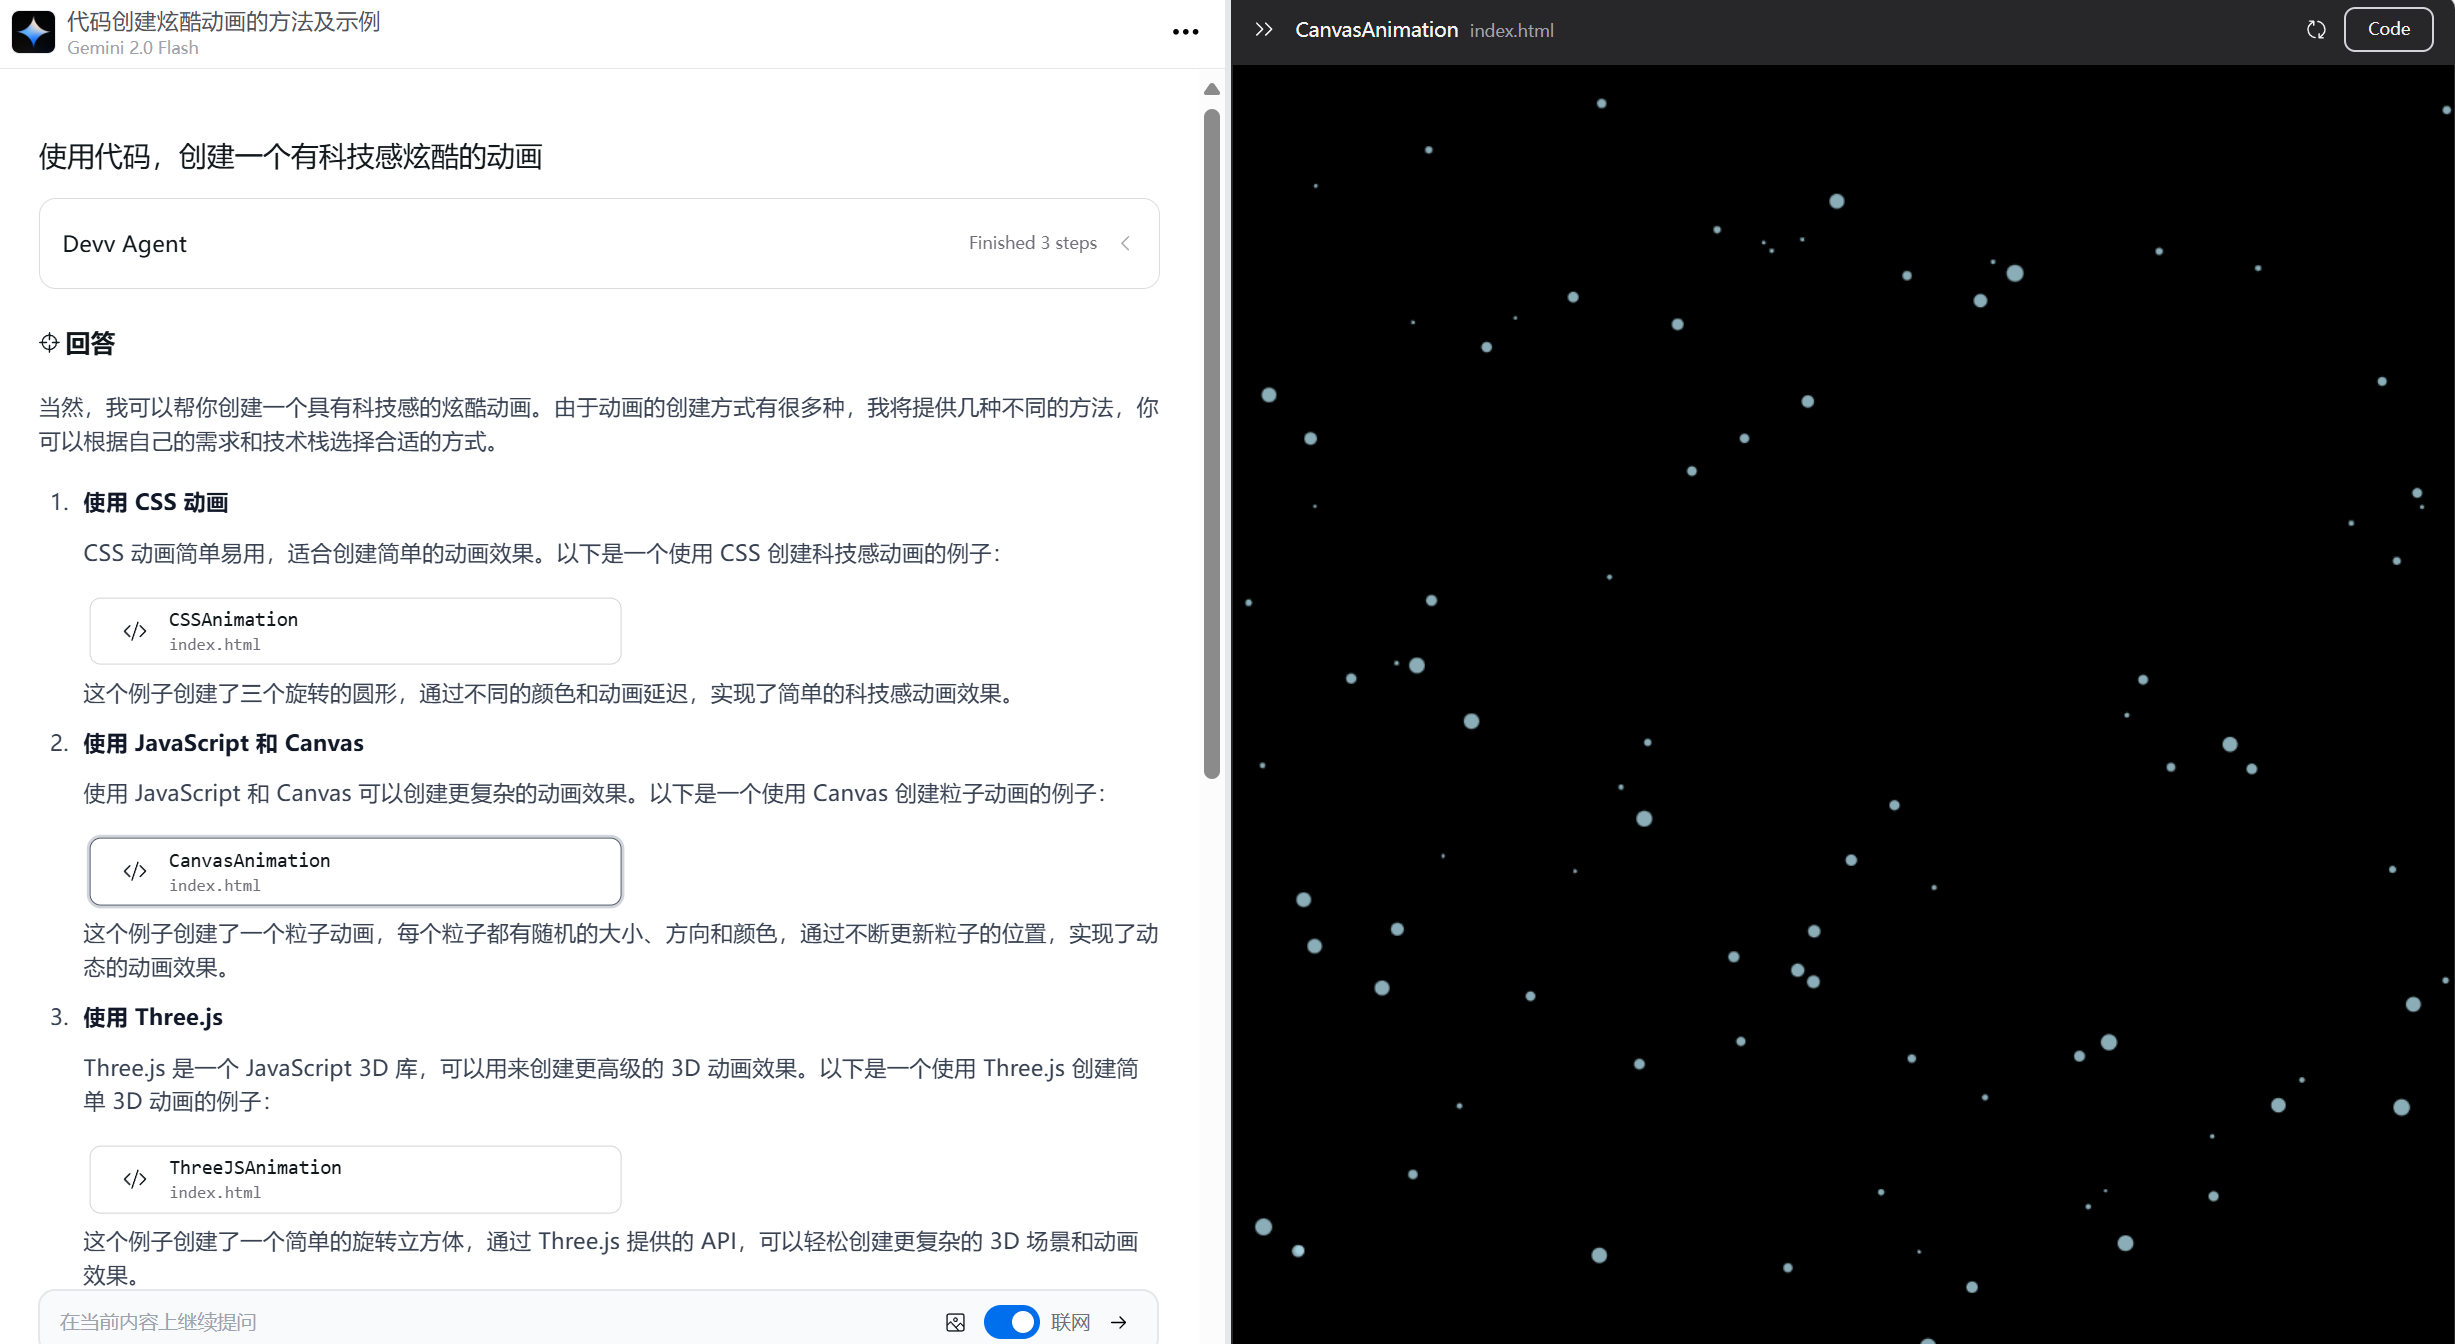 代码创建炫酷动画的方法及示例
Gemini 2.0 Flash
使用代码，创建一个有科技感炫酷的动画
Devv Agent
Finished 3 steps
回答
当然，我可以帮你创建一个具有科技感的炫酷动画。由于动画的创建方式有很多种，我将提供几种不同的方法，你
可以根据自己的需求和技术栈选择合适的方式。
1. 使用 CSS 动画
CSS 动画简单易用，适合创建简单的动画效果。以下是一个使用 CSS 创建科技感动画的例子：
</> CSSAnimation
index.html
这个例子创建了三个旋转的圆形，通过不同的颜色和动画延迟，实现了简单的科技感动画效果。
2. 使用 JavaScript 和 Canvas
使用 JavaScript 和 Canvas 可以创建更复杂的动画效果。以下是一个使用 Canvas 创建粒子动画的例子：
</> CanvasAnimation
index.html
这个例子创建了一个粒子动画，每个粒子都有随机的大小、方向和颜色，通过不断更新粒子的位置，实现了动
态的动画效果。
3. 使用 Three.js
Three.js 是一个 JavaScript 3D 库，可以用来创建更高级的 3D 动画效果。以下是一个使用 Three.js 创建简
单 3D 动画的例子：
</> ThreeJSAnimation
index.html
这个例子创建了一个简单的旋转立方体，通过 Three.js 提供的 API，可以轻松创建更复杂的 3D 场景和动画
效果。
在当前内容上继续提问
联网
CanvasAnimation index.html
Code